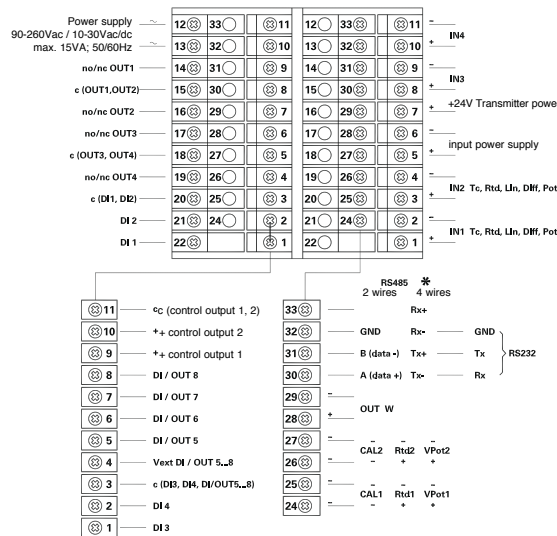 Power supply ~ 12 33 11 12 33 11 -
90-260Vac / 10-30Vac/dc IN4
max. 15VA; 50/60Hz ~ 13 32 10 13 32 10 +
no/nc OUT1 14 31 9 14 31 9 -
IN3
c (OUT1,OUT2) 15 30 8 15 30 8 +
no/nc OUT2 16 29 7 16 29 7 + +24V Transmitter powe
no/nc OUT3 17 28 6 17 28 6 -
input power supply
c (OUT3, OUT4) 18 27 5 18 27 5 +
no/nc OUT4 19 26 4 19 26 4 -
IN2 Tc, Rtd, Lin, Diff, Pot
c (DI1, DI2) 20 25 3 20 25 3 +
DI 2 21 24 2 21 24 2 -
IN1 Tc, Rtd, Lin, Diff, Pot
DI 1 22 1 22 1 +
RS485 *
2 wires 4 wires
11 cc (control output 1, 2)
10 ++ control output 2
9 ++ control output 1
8 DI / OUT 8
7 DI / OUT 7
6 DI / OUT 6
5 DI / OUT 5
4 Vext DI / OUT 5...8
3 c (DI3, DI4, DI/OUT5...8)
2 DI 4
1 DI 3
33 Rx+
32 GND Rx- GND
31 B (data -) Tx+ Tx RS232
30 A (data +) Tx- Rx
29 -
OUT W
28 +
27 - - - -
CAL2 Rtd2 VPot2
26 - - + +
25 - - - -
CAL1 Rtd1 VPot1
24 - - + +